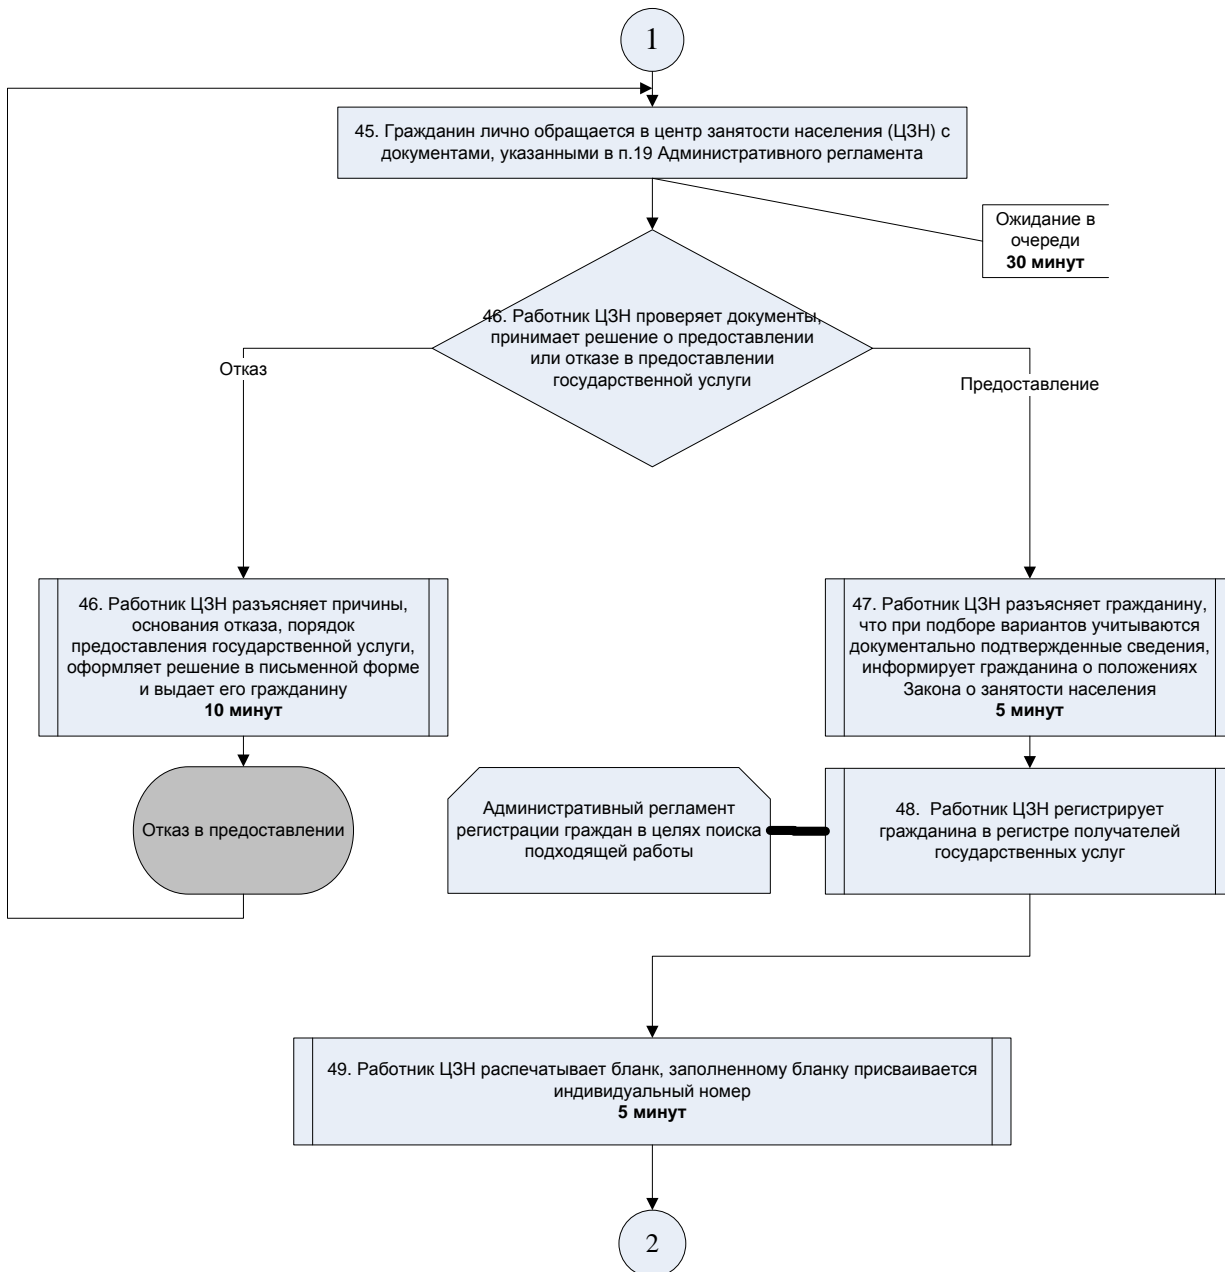 1
45. Гражданин лично обращается в центр занятости населения (ЦЗН) с
документами, указанными в п.19 Административного регламента
Ожидание в
очереди
30 минут
46. Работник ЦЗН проверяет документы,
принимает решение о предоставлении
или отказе в предоставлении
государственной услуги
Отказ
Предоставление
46. Работник ЦЗН разъясняет причины,
основания отказа, порядок
предоставления государственной услуги,
оформляет решение в письменной форме
и выдает его гражданину
10 минут
47. Работник ЦЗН разъясняет гражданину,
что при подборе вариантов учитываются
документально подтвержденные сведения,
информирует гражданина о положениях
Закона о занятости населения
5 минут
Отказ в предоставлении
Административный регламент
регистрации граждан в целях поиска
подходящей работы
48. Работник ЦЗН регистрирует
гражданина в регистре получателей
государственных услуг
49. Работник ЦЗН распечатывает бланк, заполненному бланку присваивается
индивидуальный номер
5 минут
2